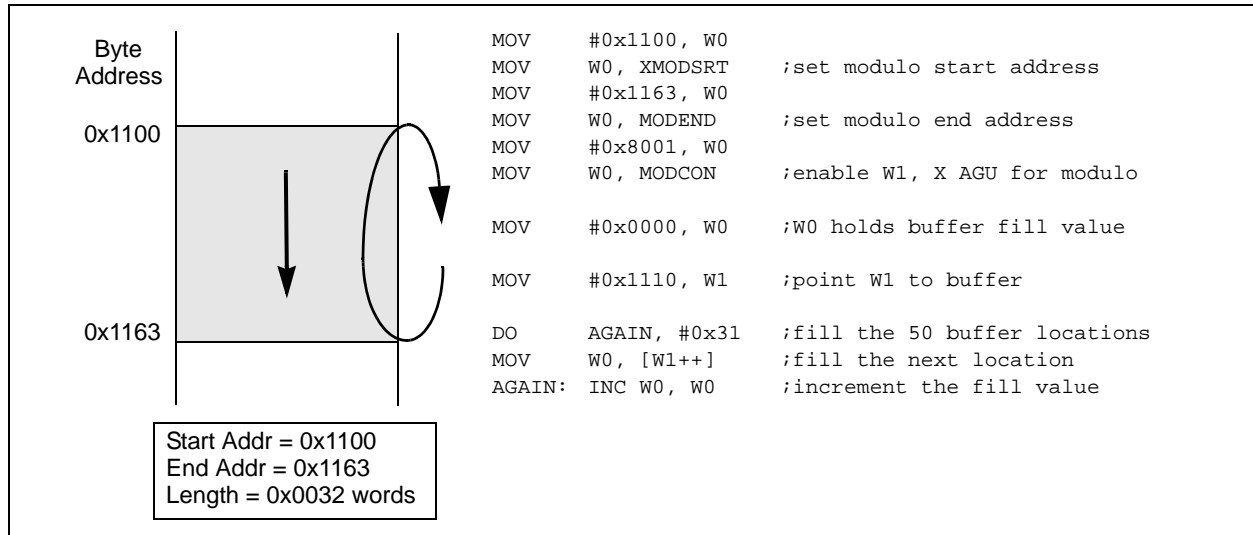 Byte
Address
0x1100
0x1163
Start Addr = 0x1100
End Addr = 0x1163
Length = 0x0032 words
MOV #0x1100, W0
MOV W0, XMODSRT ;set modulo start address
MOV #0x1163, W0
MOV W0, MODEND ;set modulo end address
MOV #0x8001, W0
MOV W0, MODCON ;enable W1, X AGU for modulo
MOV #0x0000, W0 ;W0 holds buffer fill value
MOV #0x1110, W1 ;point W1 to buffer
DO AGAIN, #0x31 ;fill the 50 buffer locations
MOV W0, [W1++] ;fill the next location
AGAIN: INC W0, W0 ;increment the fill value